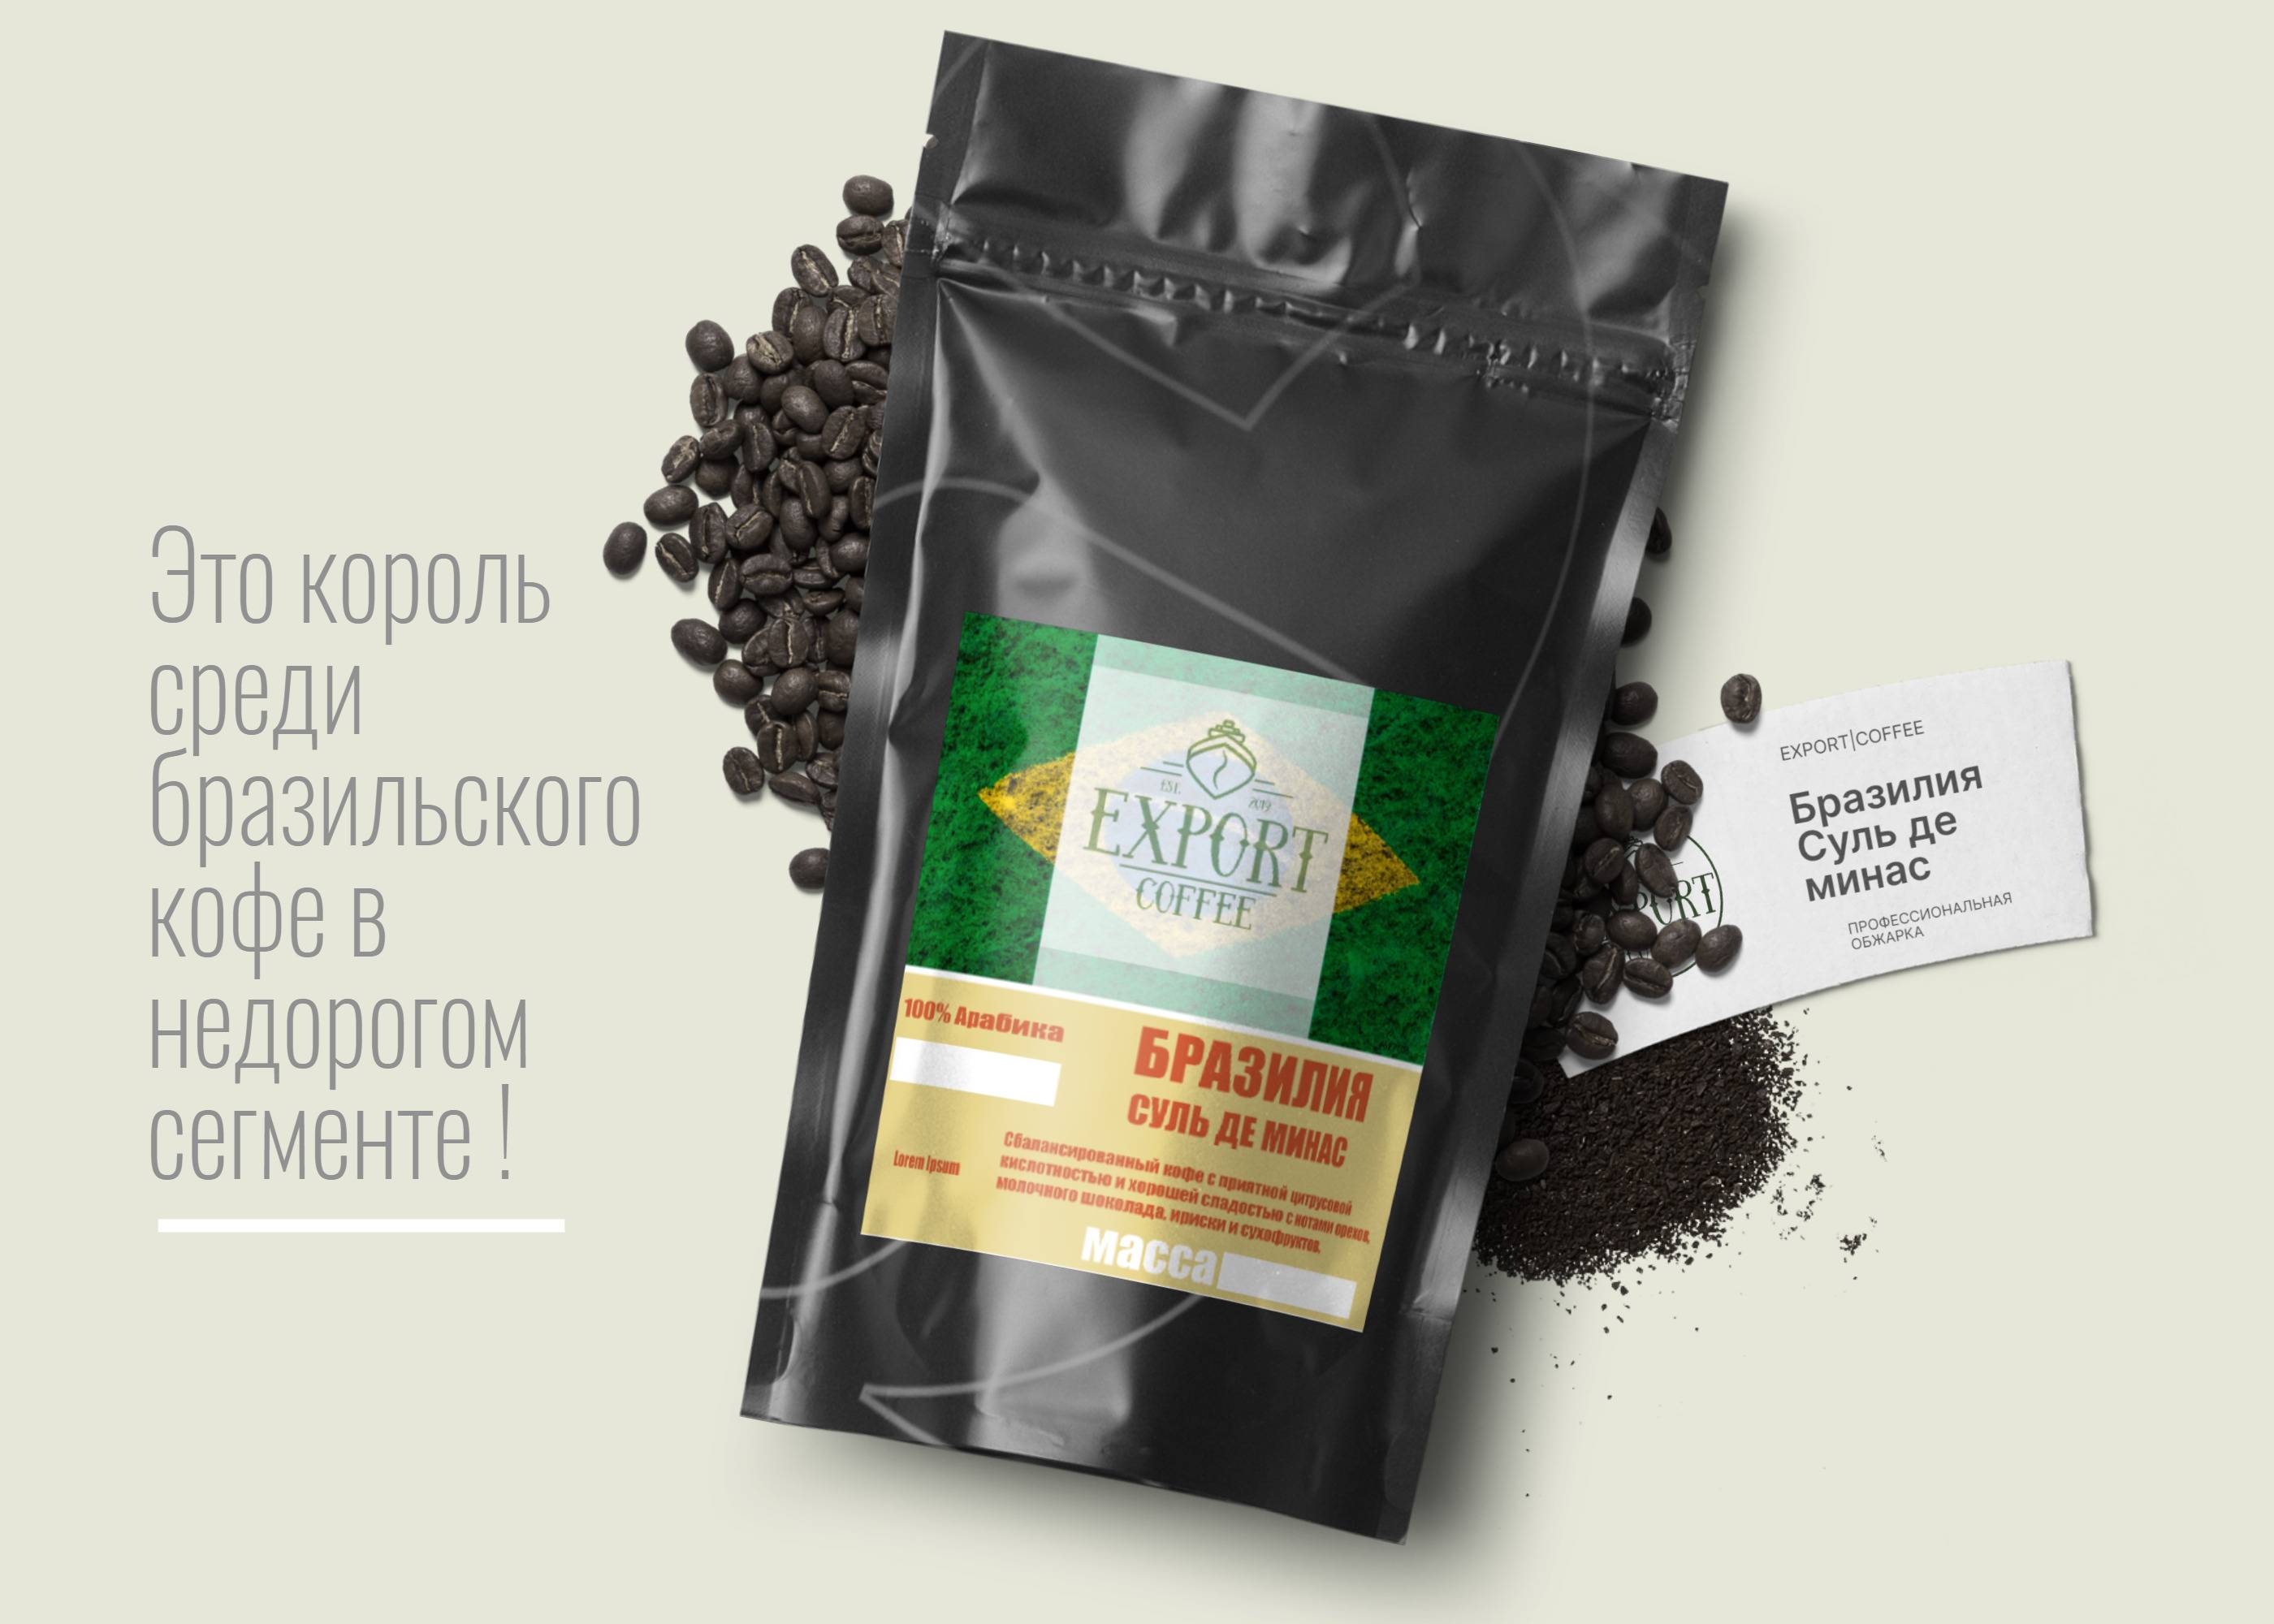 Это король
среди
бразильского
кофе в
недорогом
сегменте !
EST. 2019
EXPORT
COFFEE
100% Арабика
БРАЗИЛИЯ
СУЛЬ ДЕ МИНАС
Lorem Ipsum
Сбалансированный кофе с приятной цитрусовой
кислотностью и хорошей сладостью с нотами орехов,
молочного шоколада, ириски и сухофруктов.
масса
EXPORT|COFFEE
Бразилия
Суль де
минас
ПРОФЕССИОНАЛЬНАЯ
ОБЖАРКА